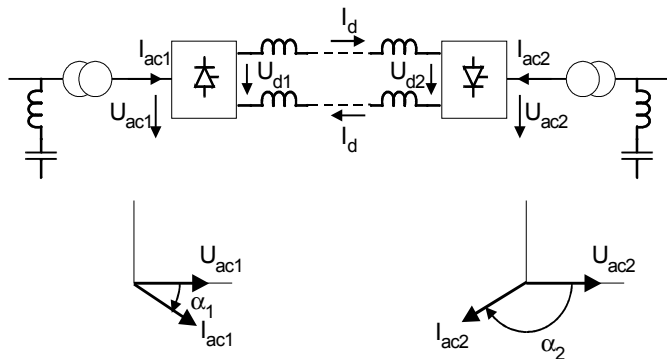 I_d
I_ac1
I_ac2
U_d1
U_d2
U_ac1
U_ac2
I_d
U_ac1
U_ac2
α_1
I_ac1
I_ac2
α_2